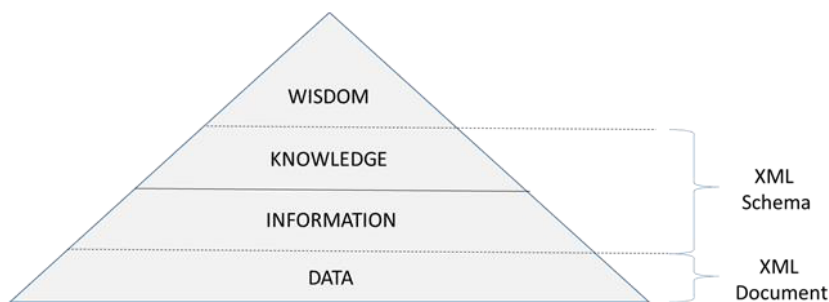 WISDOM
KNOWLEDGE
XML
Schema
INFORMATION
DATA
XML
Document